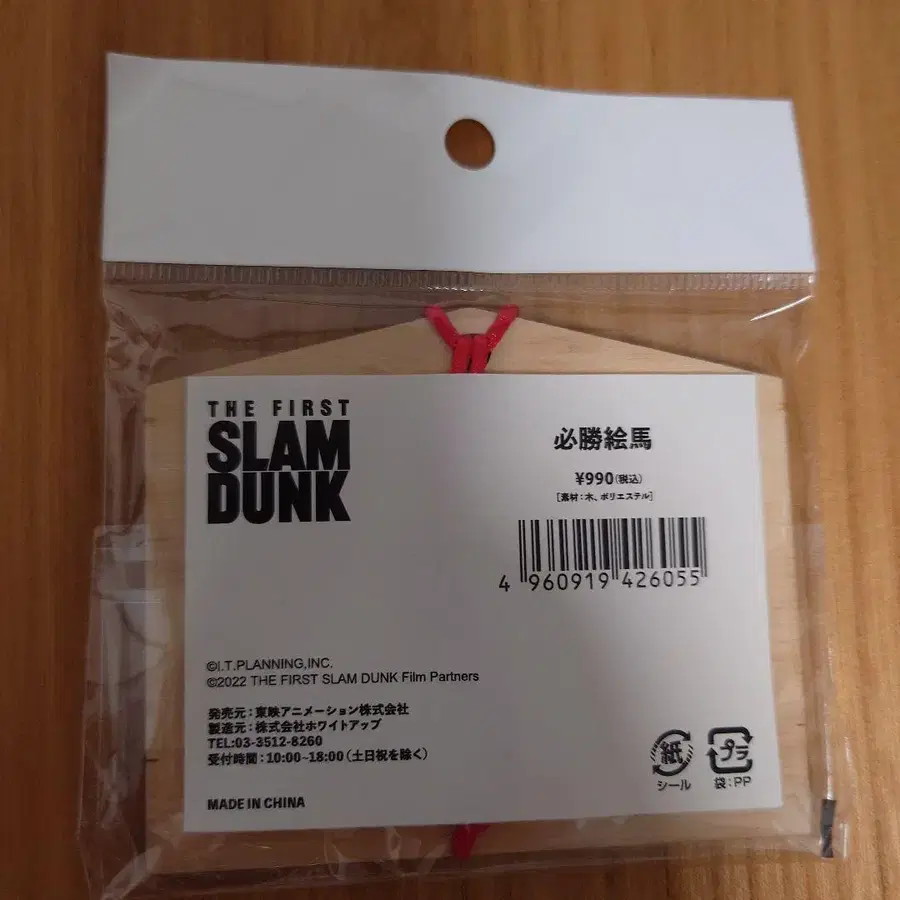 THE FIRST
SLAM
DUNK
必勝絵馬
¥990(税込)
[素材:木、ポリエステル]
4 960919 426055
©I.T.PLANNING,INC.
©2022 THE FIRST SLAM DUNK Film Partners
発売元:東映アニメーション株式会社
製造元:株式会社ホワイトアップ
TEL:03-3512-8260
受付時間:10:00~18:00(土日祝を除く)
MADE IN CHINA
紙
シール
プラ
袋:PP